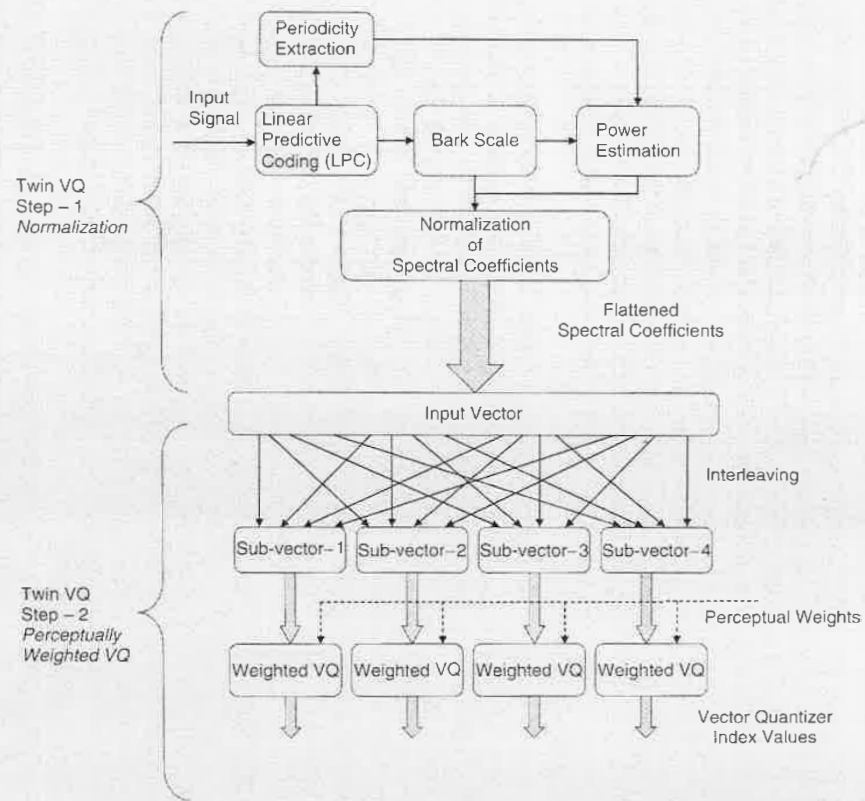 Periodicity
Extraction
Input
Signal
Linear
Predictive
Coding (LPC)
Bark Scale
Power
Estimation
Twin VQ
Step – 1
Normalization
Normalization
of
Spectral Coefficients
Flattened
Spectral Coefficients
Input Vector
Interleaving
Sub-vector–1
Sub-vector–2
Sub-vector–3
Sub-vector–4
Twin VQ
Step – 2
Perceptually
Weighted VQ
Perceptual Weights
Weighted VQ
Weighted VQ
Weighted VQ
Weighted VQ
Vector Quantizer
Index Values